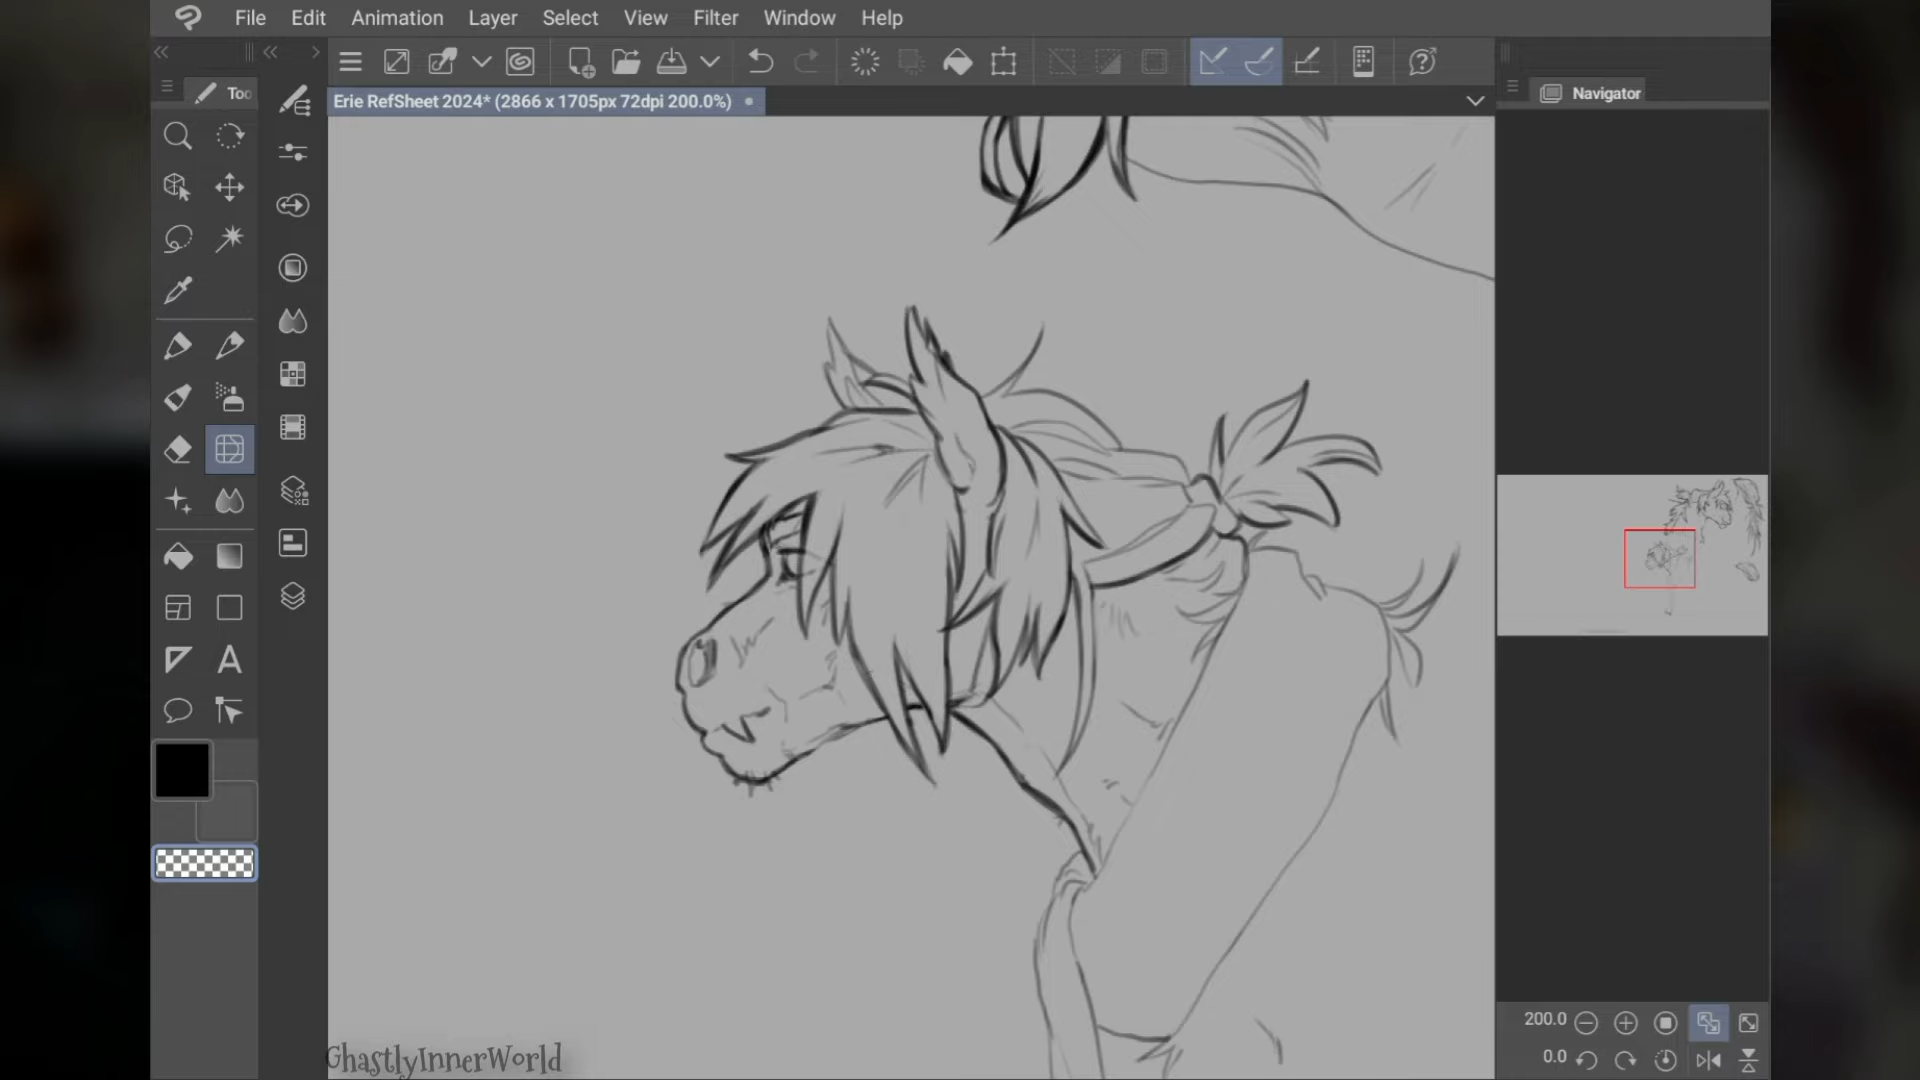 File Edit Animation Layer Select View Filter Window Help
Too
Erie RefSheet 2024* (2866 x 1705px 72dpi 200.0%)
Navigator
A
200.0
0.0
GhastlyInnerWorld